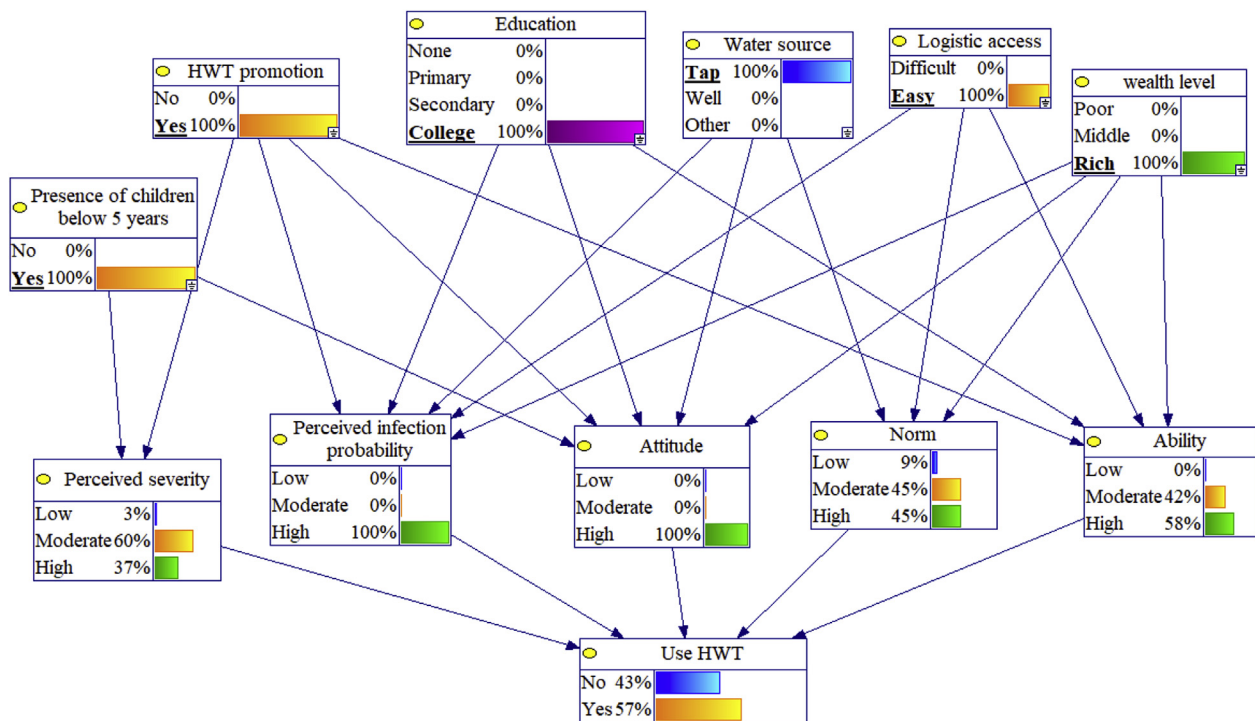 Education
None 0%
Primary 0%
Secondary 0%
College 100%
Water source
Tap 100%
Well 0%
Other 0%
Logistic access
Difficult 0%
Easy 100%
HWT promotion
No 0%
Yes 100%
wealth level
Poor 0%
Middle 0%
Rich 100%
Presence of children
below 5 years
No 0%
Yes 100%
Perceived infection
probability
Low 0%
Moderate 0%
High 100%
Attitude
Low 0%
Moderate 0%
High 100%
Norm
Low 9%
Moderate 45%
High 45%
Ability
Low 0%
Moderate 42%
High 58%
Perceived severity
Low 3%
Moderate 60%
High 37%
Use HWT
No 43%
Yes 57%